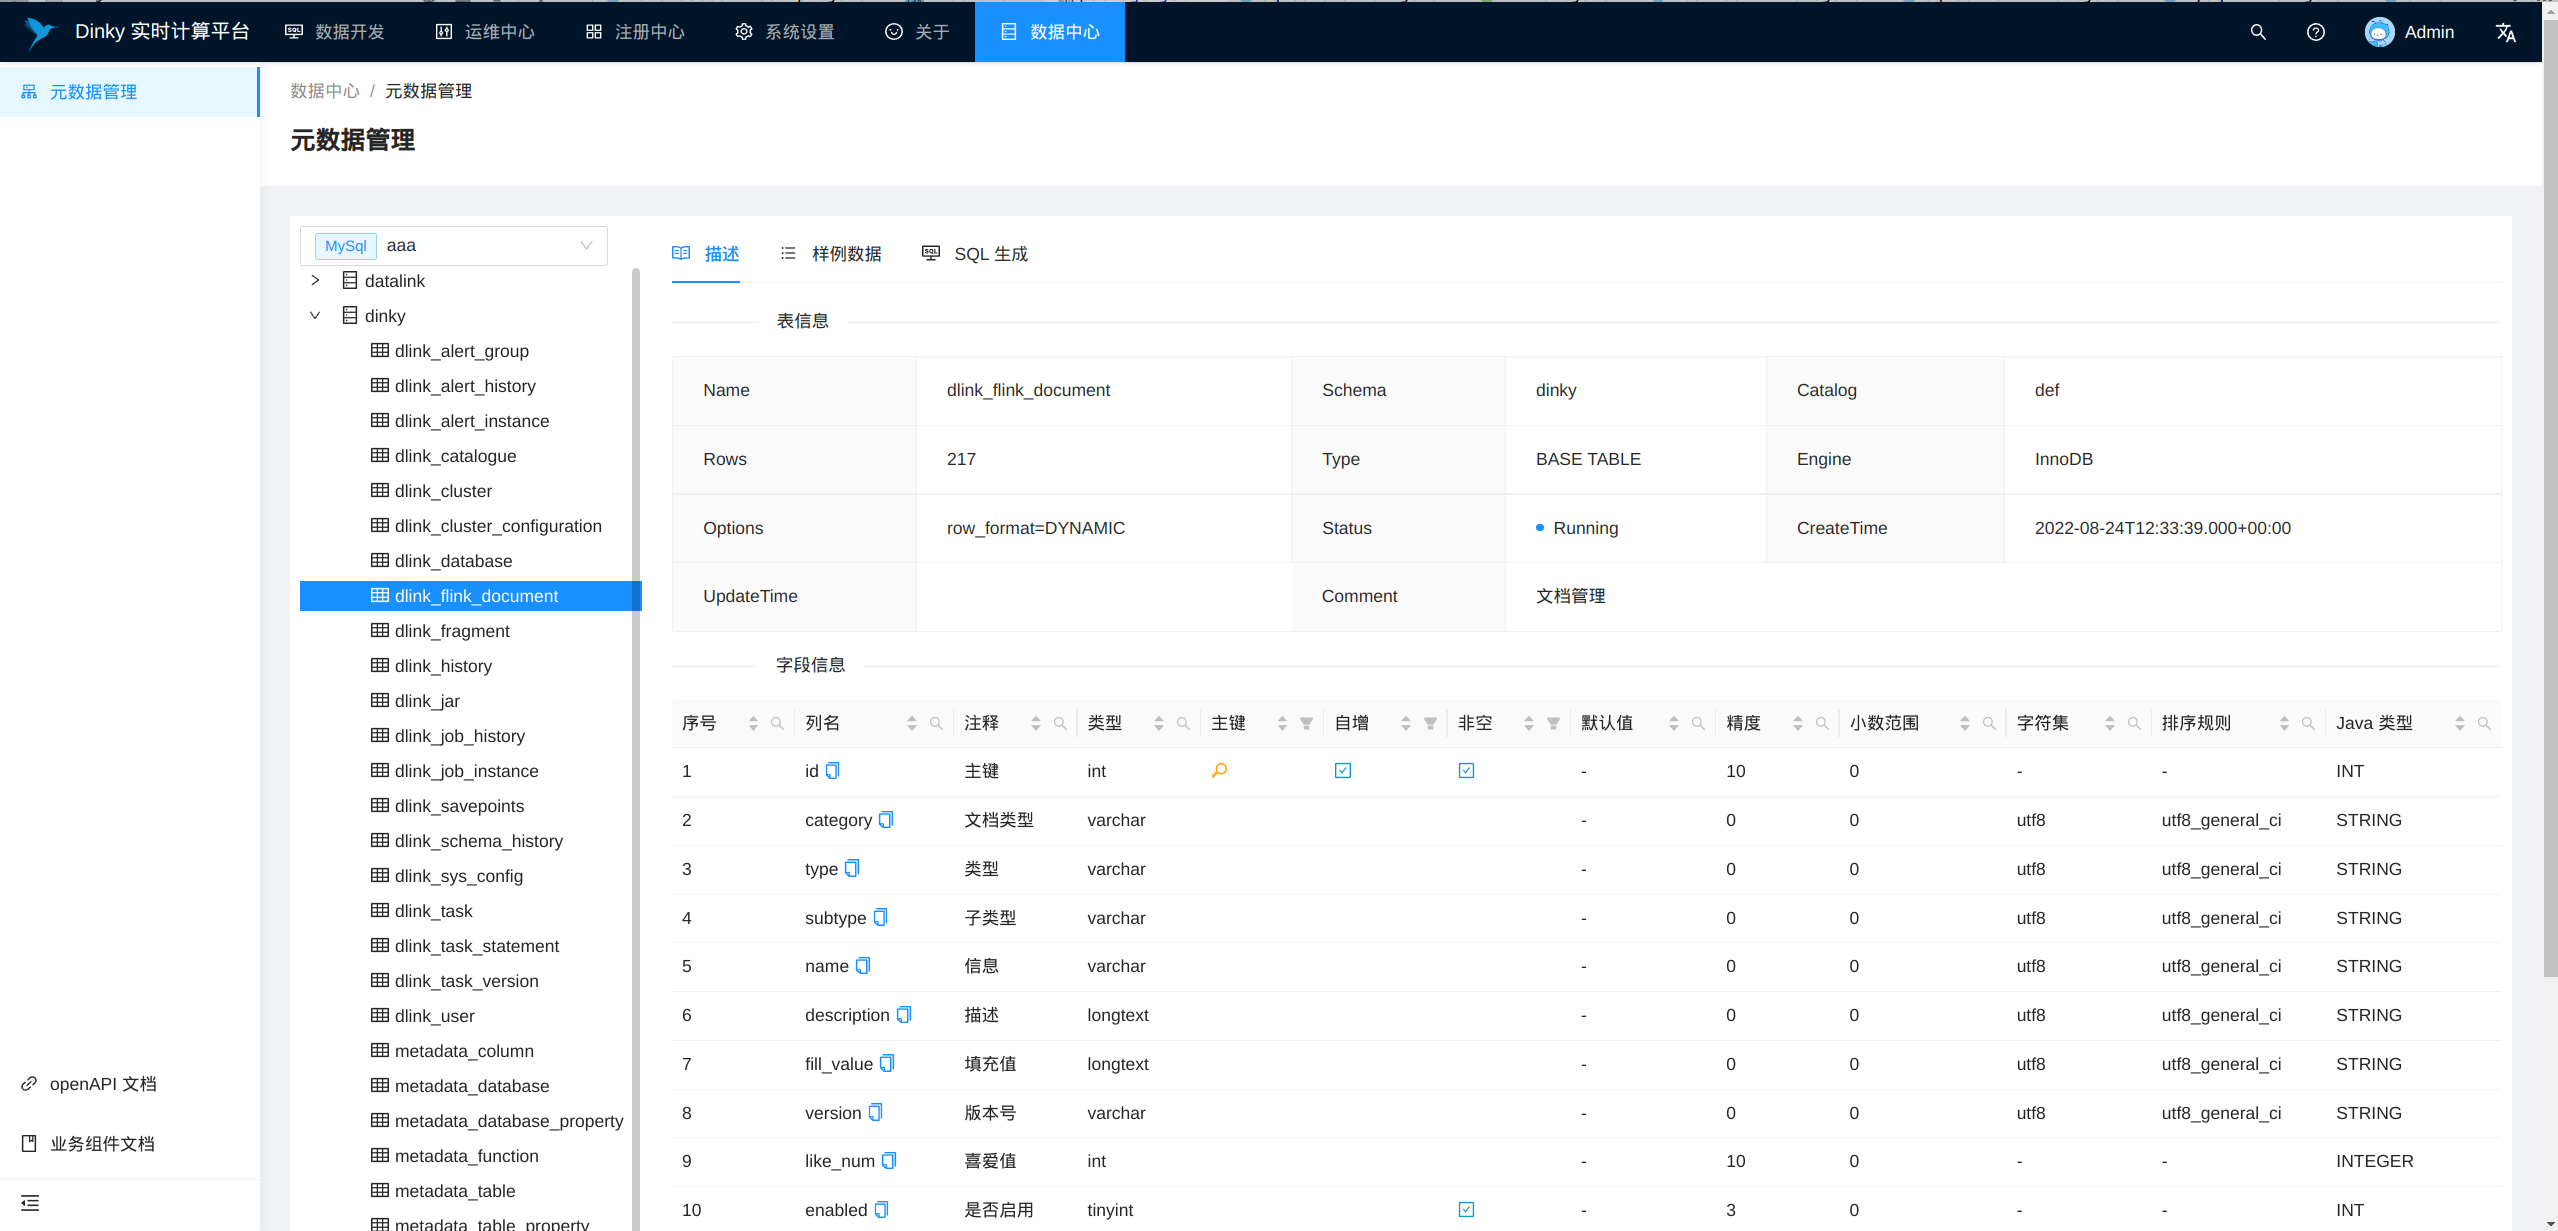 Dinky 实时计算平台 数据开发 运维中心 注册中心 系统设置 关于 数据中心 Admin
元数据管理
数据中心 / 元数据管理
元数据管理
MySql aaa
datalink
dinky
dlink_alert_group
dlink_alert_history
dlink_alert_instance
dlink_catalogue
dlink_cluster
dlink_cluster_configuration
dlink_database
dlink_flink_document
dlink_fragment
dlink_history
dlink_jar
dlink_job_history
dlink_job_instance
dlink_savepoints
dlink_schema_history
dlink_sys_config
dlink_task
dlink_task_statement
dlink_task_version
dlink_user
metadata_column
metadata_database
metadata_database_property
metadata_function
metadata_table
metadata_table_property
openAPI 文档
业务组件文档
描述 样例数据 SQL 生成
表信息
Name dlink_flink_document Schema dinky Catalog def
Rows 217 Type BASE TABLE Engine InnoDB
Options row_format=DYNAMIC Status Running CreateTime 2022-08-24T12:33:39.000+00:00
UpdateTime Comment 文档管理
字段信息
序号 列名 注释 类型 主键 自增 非空 默认值 精度 小数范围 字符集 排序规则 Java 类型
1 id 主键 int - 10 0 - - INT
2 category 文档类型 varchar - 0 0 utf8 utf8_general_ci STRING
3 type 类型 varchar - 0 0 utf8 utf8_general_ci STRING
4 subtype 子类型 varchar - 0 0 utf8 utf8_general_ci STRING
5 name 信息 varchar - 0 0 utf8 utf8_general_ci STRING
6 description 描述 longtext - 0 0 utf8 utf8_general_ci STRING
7 fill_value 填充值 longtext - 0 0 utf8 utf8_general_ci STRING
8 version 版本号 varchar - 0 0 utf8 utf8_general_ci STRING
9 like_num 喜爱值 int - 10 0 - - INTEGER
10 enabled 是否启用 tinyint - 3 0 - - INT